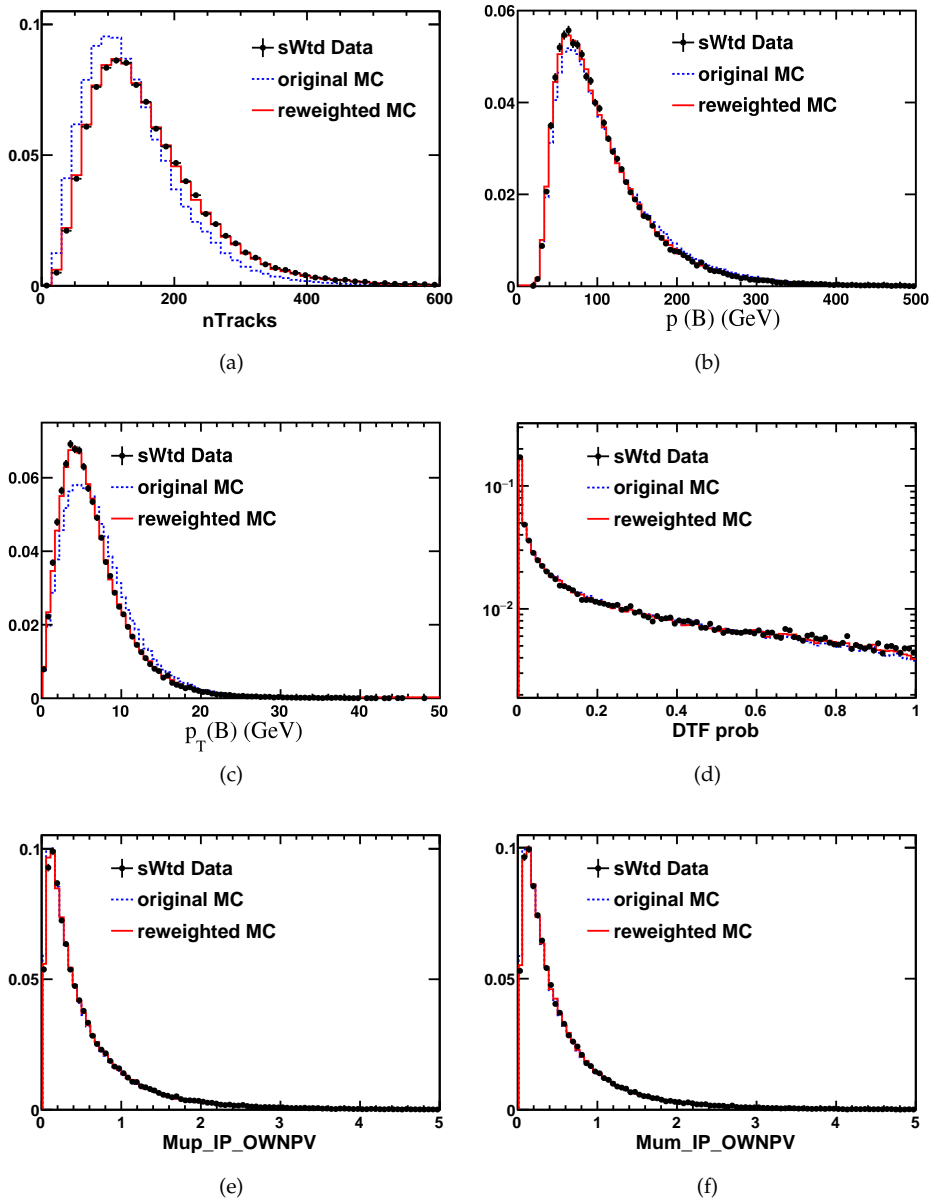 0.1
sWtd Data
original MC
reweighted MC
0.05
0
0 200 400 600
nTracks
(a)
0.06
sWtd Data
original MC
reweighted MC
0.04
0.02
0
0 100 200 300 400 500
p (B) (GeV)
(b)
sWtd Data
original MC
reweighted MC
0.06
0.04
0.02
0
0 10 20 30 40 50
p_T(B) (GeV)
(c)
sWtd Data
original MC
reweighted MC
10⁻¹
10⁻²
0 0.2 0.4 0.6 0.8 1
DTF prob
(d)
0.1
sWtd Data
original MC
reweighted MC
0.05
0
0 1 2 3 4 5
Mup_IP_OWNPV
(e)
0.1
sWtd Data
original MC
reweighted MC
0.05
0
0 1 2 3 4 5
Mum_IP_OWNPV
(f)